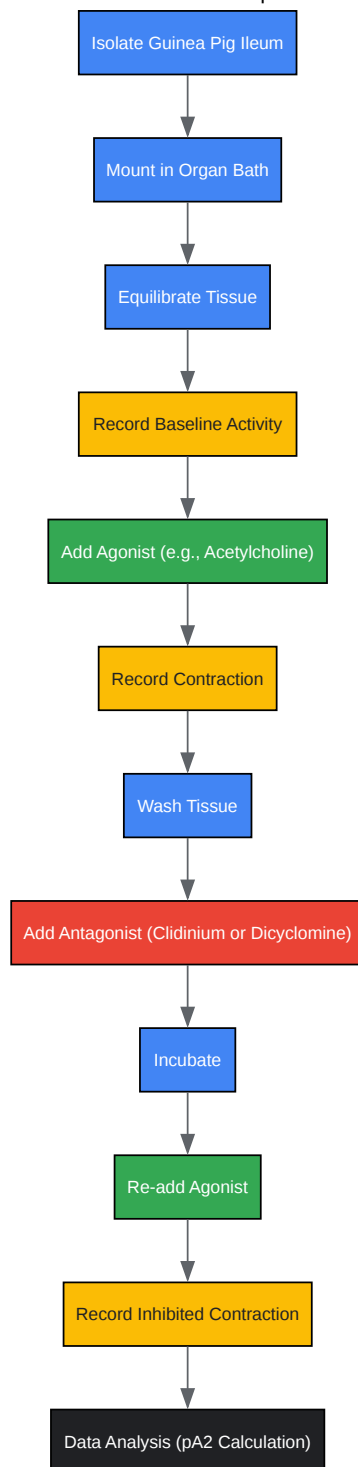 Isolate Guinea Pig Ileum
Mount in Organ Bath
Equilibrate Tissue
Record Baseline Activity
Add Agonist (e.g., Acetylcholine)
Record Contraction
Wash Tissue
Add Antagonist (Clidinium or Dicyclomine)
Incubate
Re-add Agonist
Record Inhibited Contraction
Data Analysis (pA2 Calculation)